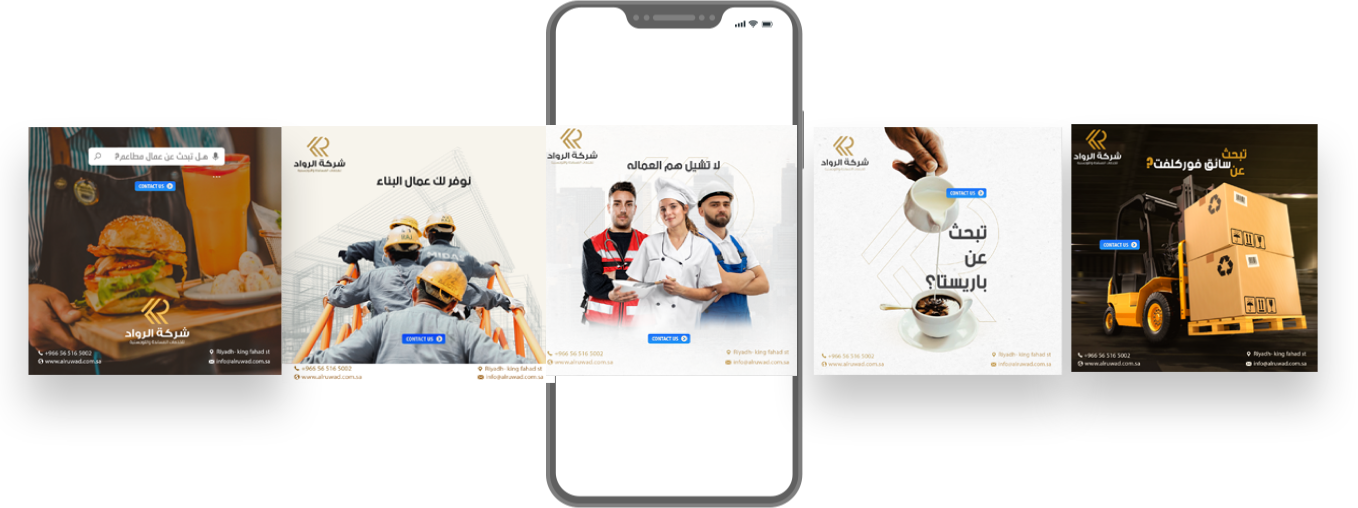 هل تبحث عن عمال مطاعم؟
CONTACT US
شركة الرواد
+966 56 516 5002
www.alruwad.com.sa
Riyadh- king fahad st
info@alruwad.com.sa
شركة الرواد
نوفر لك عمال البناء
CONTACT US
+966 56 516 5002
www.alruwad.com.sa
Riyadh- king fahad st
info@alruwad.com.sa
شركة الرواد
لا تشيل هم العماله
CONTACT US
+966 56 516 5002
www.alruwad.com.sa
Riyadh- king fahad st
info@alruwad.com.sa
شركة الرواد
CONTACT US
تبحث
عن
باريستا؟
+966 56 516 5002
www.alruwad.com.sa
Riyadh- king fahad st
info@alruwad.com.sa
شركة الرواد
تبحث
عن سائق فوركلفت؟
CONTACT US
+966 56 516 5002
www.alruwad.com.sa
Riyadh- king fahad st
info@alruwad.com.sa